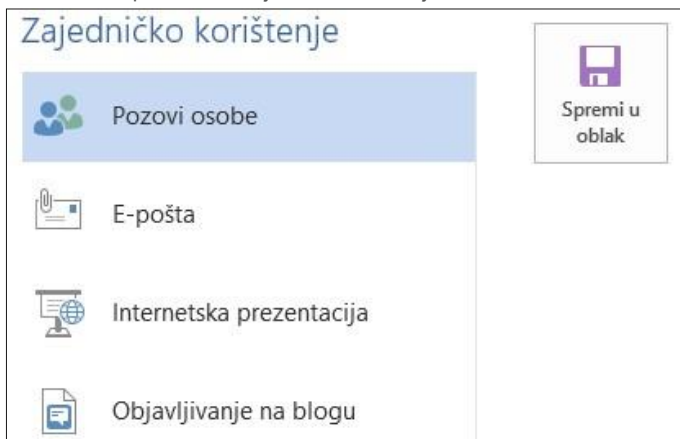 Zajedničko korištenje
Pozovi osobe
E-pošta
Internetska prezentacija
Objavljivanje na blogu
Spremi u
oblak